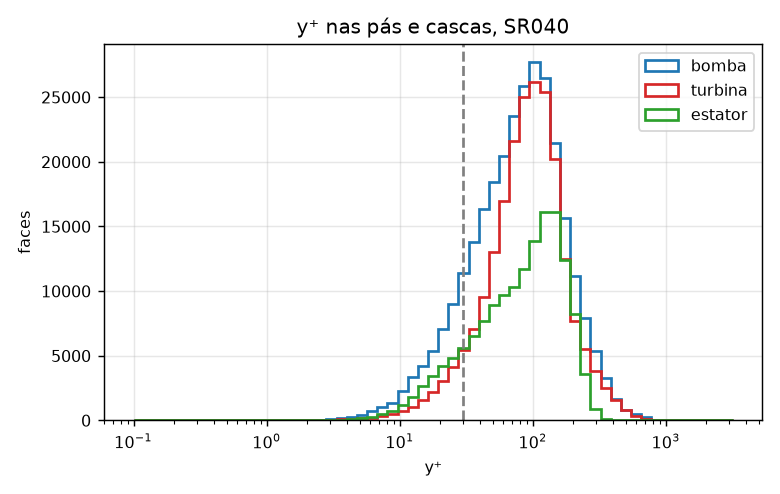 y⁺ nas pás e cascas, SR040
bomba
turbina
estator
faces
25000
20000
15000
10000
5000
0
10⁻¹ 10⁰ 10¹ 10² 10³
y⁺